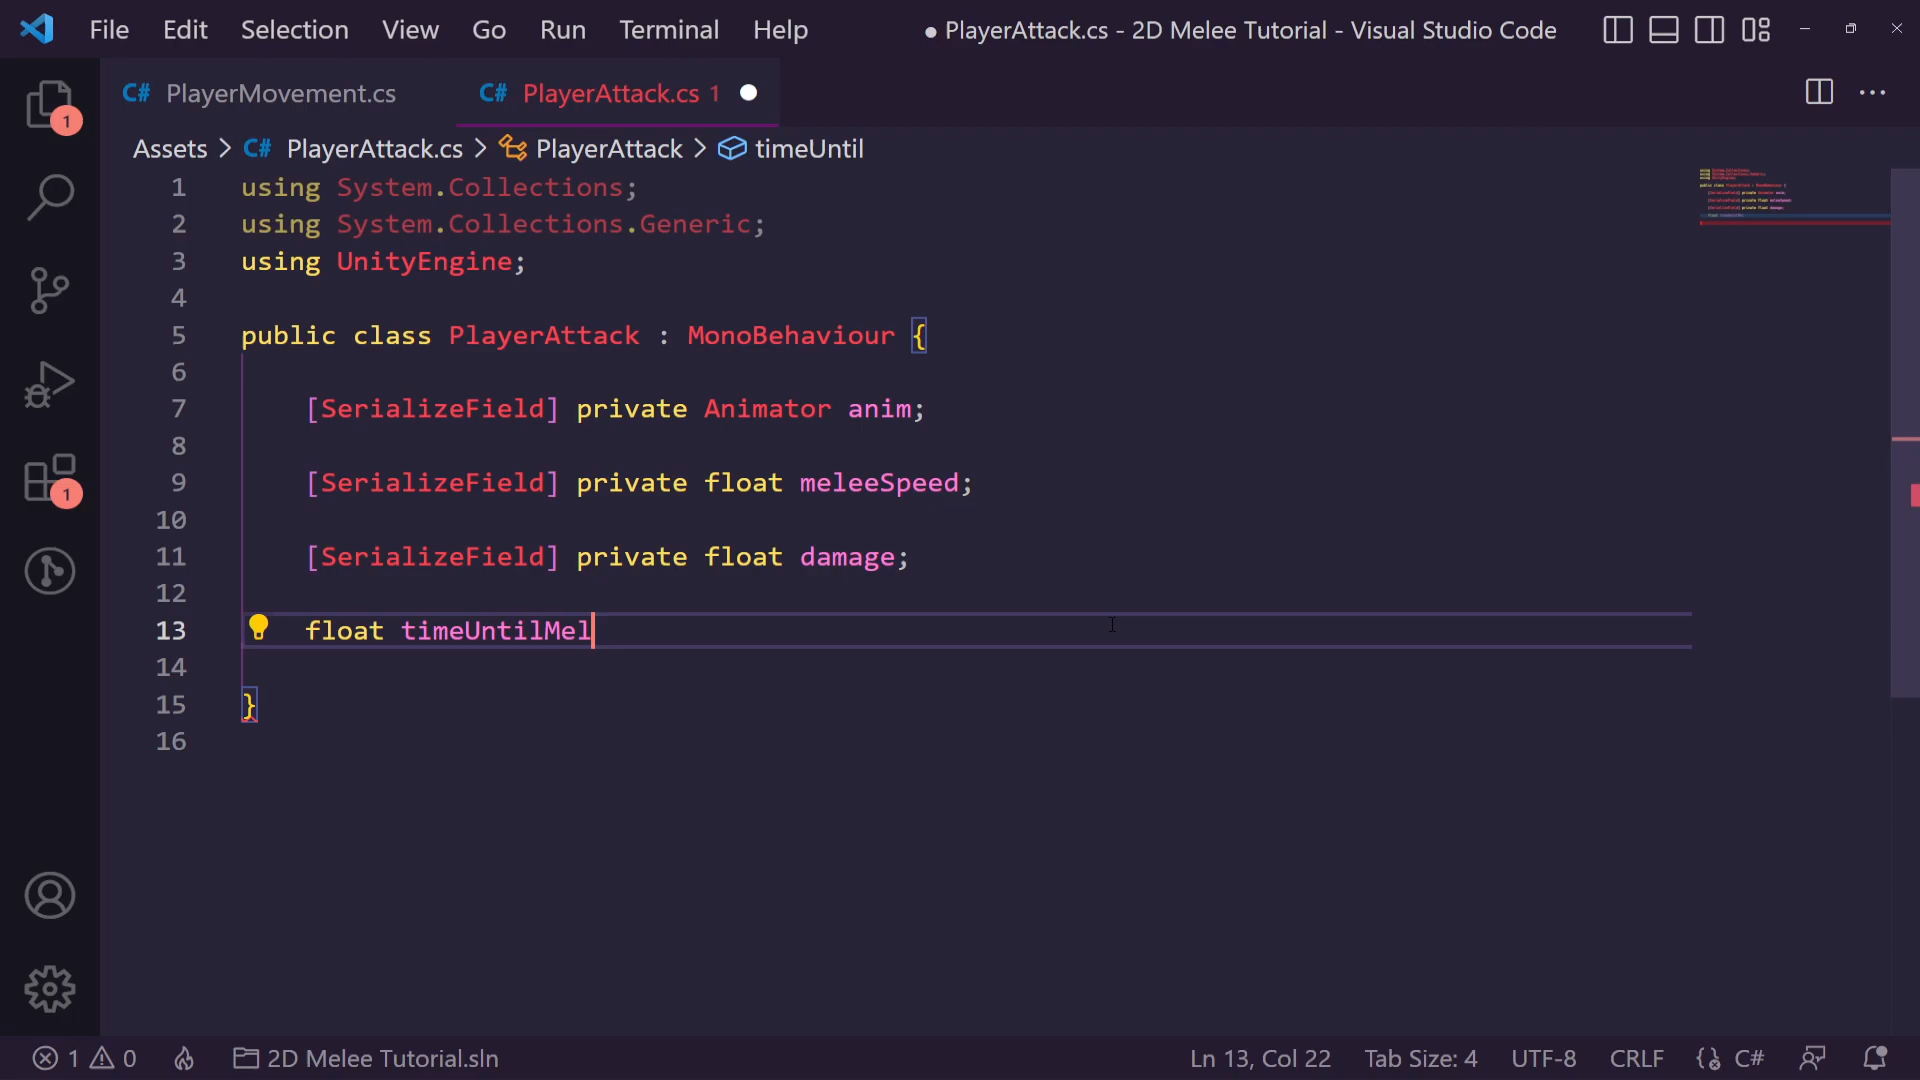 File Edit Selection View Go Run Terminal Help ● PlayerAttack.cs - 2D Melee Tutorial - Visual Studio Code
C# PlayerMovement.cs C# PlayerAttack.cs 1
Assets > C# PlayerAttack.cs > PlayerAttack > timeUntil
1 using System.Collections;
2 using System.Collections.Generic;
3 using UnityEngine;
4
5 public class PlayerAttack : MonoBehaviour {
6
7 [SerializeField] private Animator anim;
8
9 [SerializeField] private float meleeSpeed;
10
11 [SerializeField] private float damage;
12
13 float timeUntilMel
14
15 }
16
1
1
1 0 2D Melee Tutorial.sln Ln 13, Col 22 Tab Size: 4 UTF-8 CRLF C#